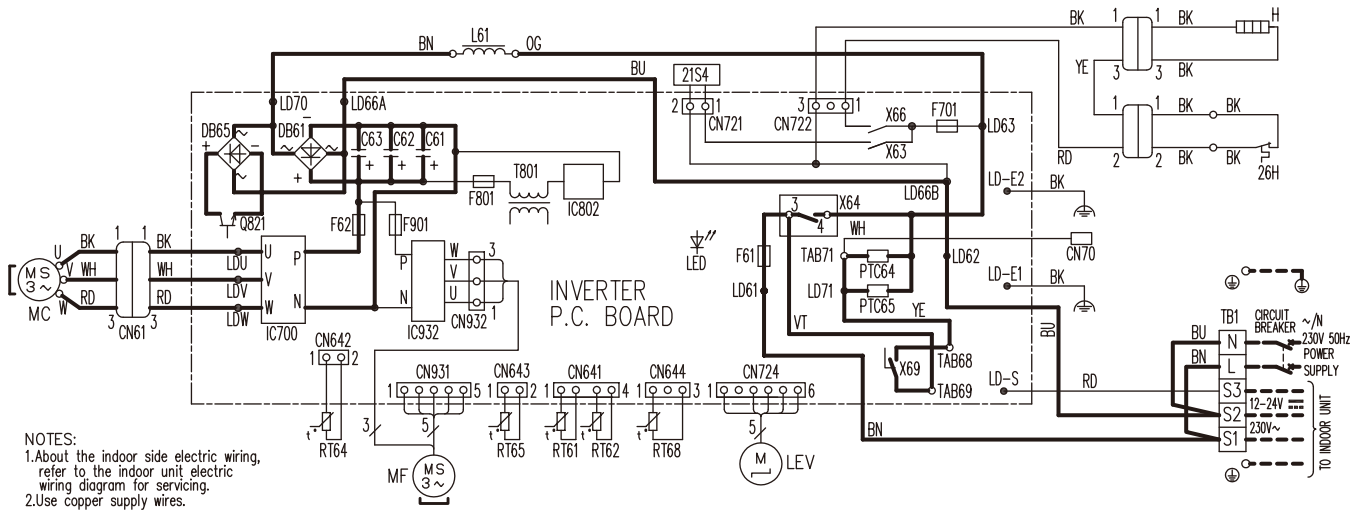 BK 1 1 BK H
BN L61 OG
YE
3 3 BK
BU
21S4
LD70 LD66A
2 1 CN721
3 1 CN722
X66
X63
F701
LD63
1 1 BK BK
RD
2 2 BK BK
26H
DB65 DB61
+ ~ − ~
− ~ + ~
C63 C62 C61
+ + +
T801
F801
IC802
Q821
F62 F901
LD66B
LD-E2 BK
3 X64
4
WH
CN70
LED
F61
TAB71
PTC64
LD62
LD61
LD71
PTC65
LD-E1 BK
U BK 1 1 BK
LDU U P
MS
3~
V WH WH
LDV V
MC W RD 3 3 RD
LDW W N
CN61
IC700
P W 3
V
N U 1
IC932 CN932
INVERTER
P.C. BOARD
VT
YE
BU
TAB68
X69
TAB69
LD-S RD
TB1
CIRCUIT
BREAKER
~/N
230V 50Hz
POWER
SUPPLY
BU N
BN L
S3
12-24V
S2
230V~
S1
TO INDOOR UNIT
CN642
1 2
t°
RT64
CN931
1 5
3 5
MF MS
3~
CN643
1 2
t°
RT65
CN641
1 4
t° t°
RT61 RT62
CN644
1 3
t°
RT68
CN724
1 6
5
M
LEV
BN
NOTES:
1.About the indoor side electric wiring,
refer to the indoor unit electric
wiring diagram for servicing.
2.Use copper supply wires.